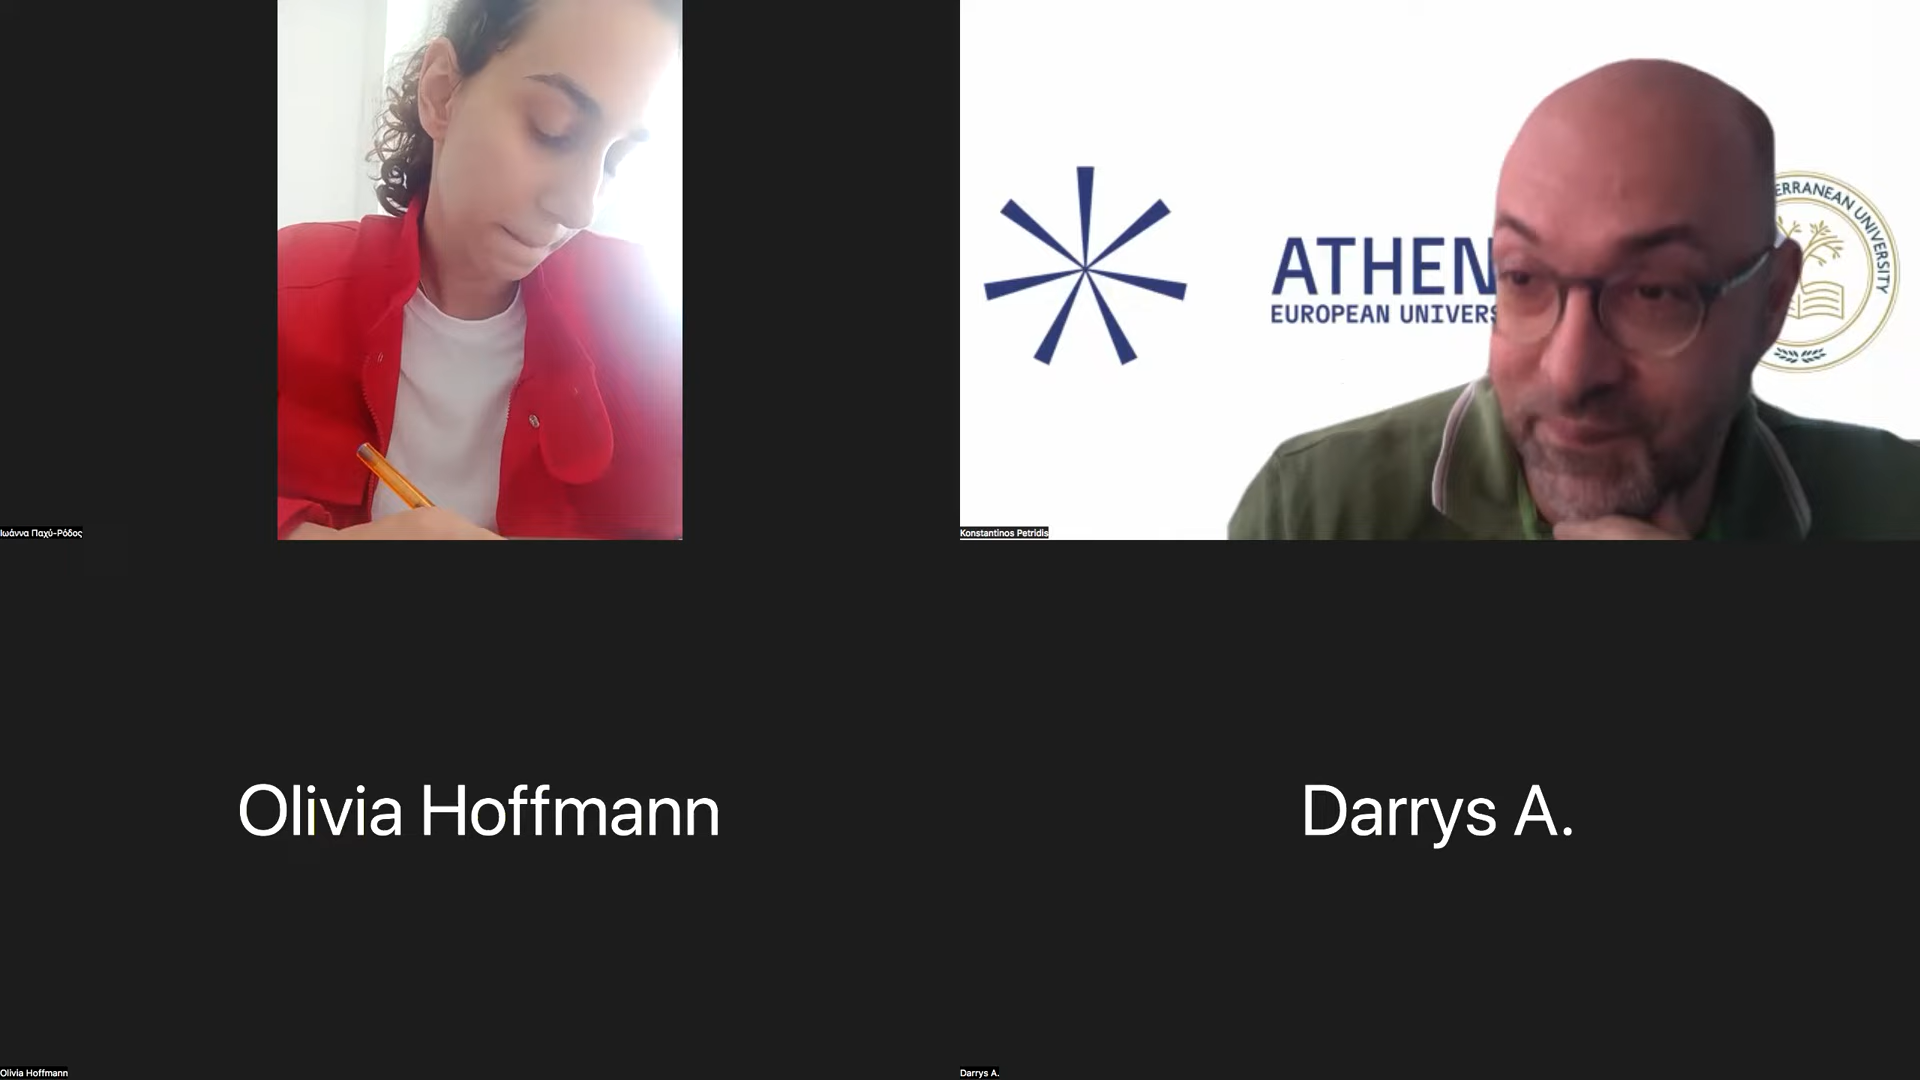 ATHEN
EUROPEAN UNIVERS
ERRANEAN UNIVERSITY
Ιωάννα Παχύ-Ρόδος
Konstantinos Petridis
Olivia Hoffmann
Darrys A.
Olivia Hoffmann
Darrys A.